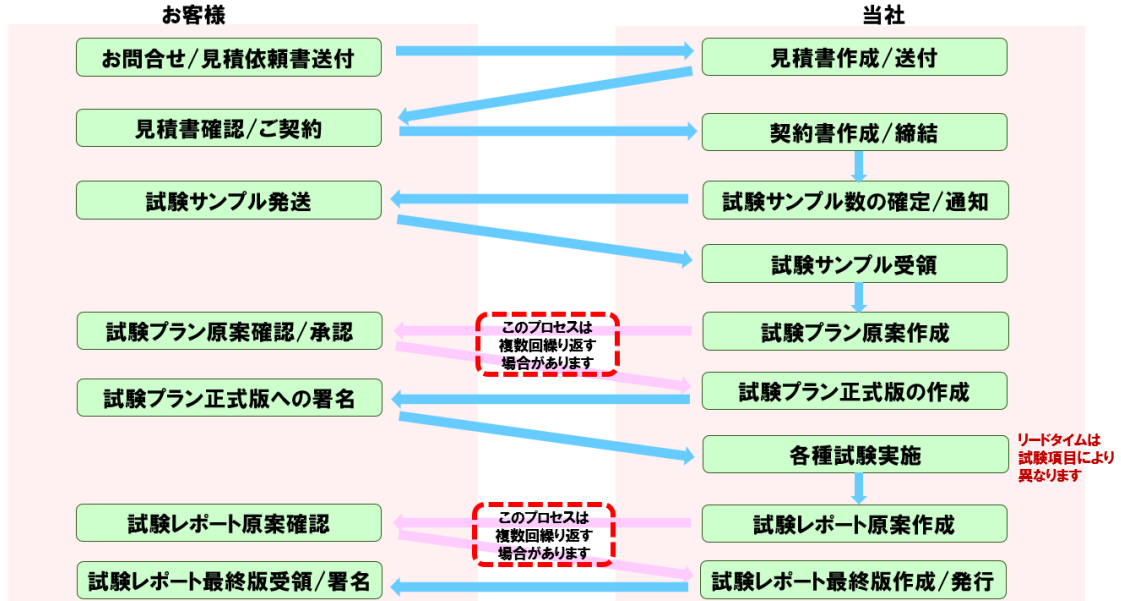 お客様
当社
お問合せ/見積依頼書送付
見積書作成/送付
見積書確認/ご契約
契約書作成/締結
試験サンプル発送
試験サンプル数の確定/通知
試験サンプル受領
試験プラン原案確認/承認
このプロセスは
複数回繰り返す
場合があります
試験プラン原案作成
試験プラン正式版への署名
試験プラン正式版の作成
各種試験実施
リードタイムは
試験項目により
異なります
試験レポート原案確認
このプロセスは
複数回繰り返す
場合があります
試験レポート原案作成
試験レポート最終版受領/署名
試験レポート最終版作成/発行